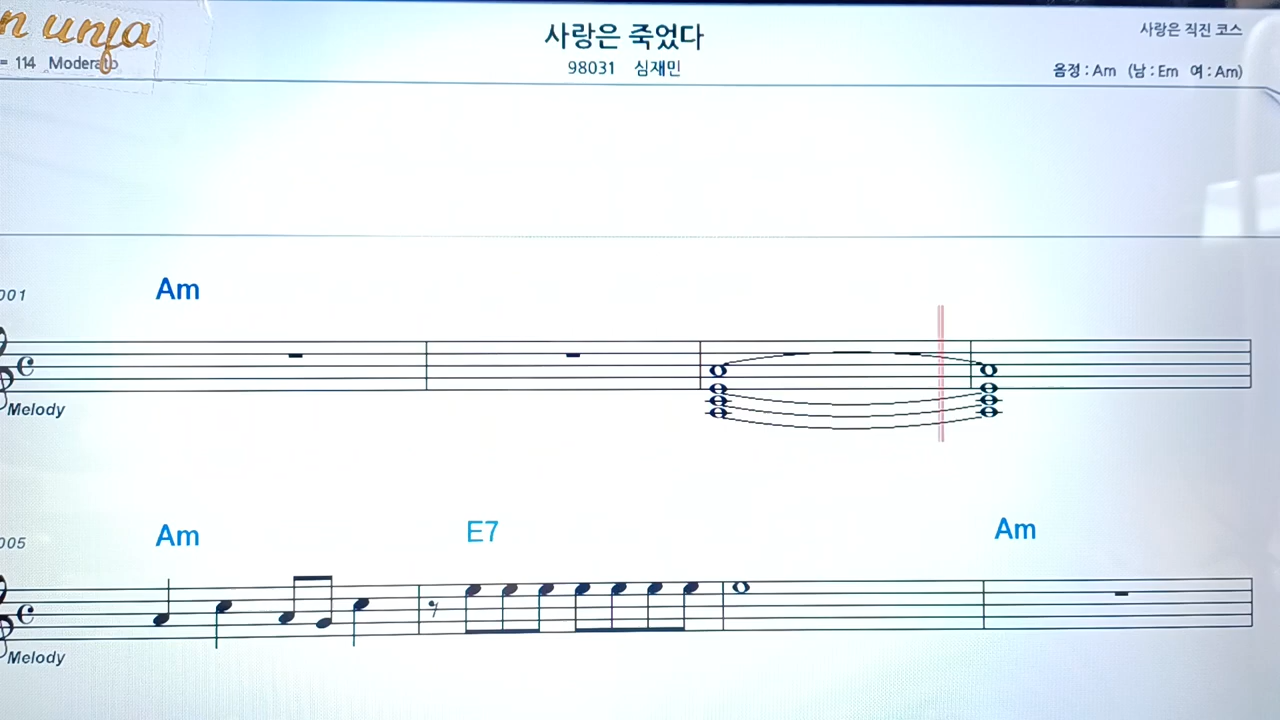 n unfa
사랑은 죽었다
사랑은 직진 코스
= 114 Moderato
98031 심재민
음정 : Am (남 : Em 여 : Am)
001
Am
Melody
005
Am E7 Am
Melody